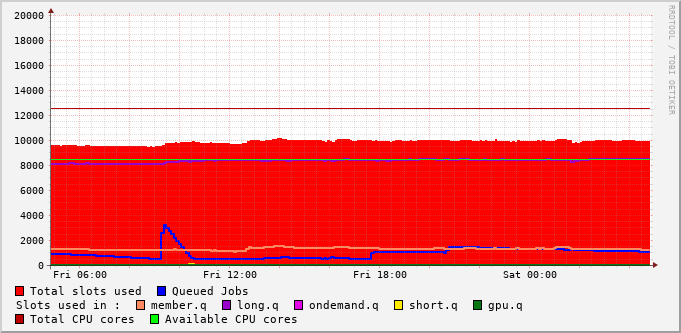 RRDTOOL / TOBI OETIKER
20000
18000
16000
14000
12000
10000
8000
6000
4000
2000
0
Fri 06:00 Fri 12:00 Fri 18:00 Sat 00:00
Total slots used Queued Jobs
Slots used in : member.q long.q ondemand.q short.q gpu.q
Total CPU cores Available CPU cores